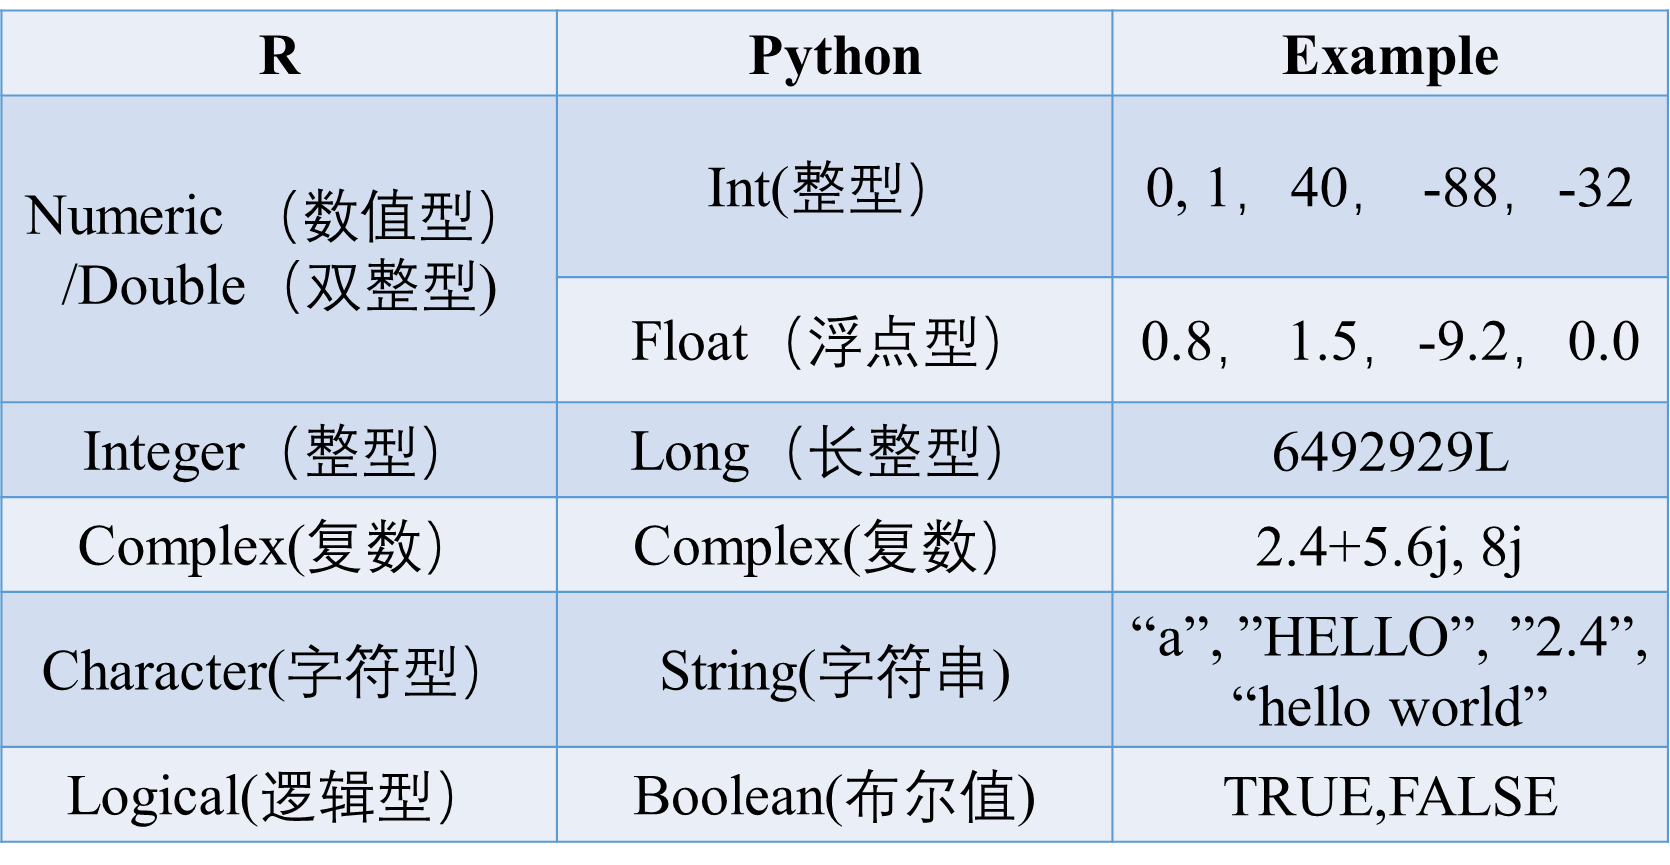 R
Python
Example
Numeric （数值型）
/Double（双整型)
Int(整型）
0, 1， 40， -88，-32
Float（浮点型）
0.8， 1.5，-9.2，0.0
Integer（整型）
Long（长整型）
6492929L
Complex(复数）
Complex(复数）
2.4+5.6j, 8j
Character(字符型）
String(字符串)
“a”, ”HELLO”, ”2.4”,
“hello world”
Logical(逻辑型）
Boolean(布尔值)
TRUE,FALSE